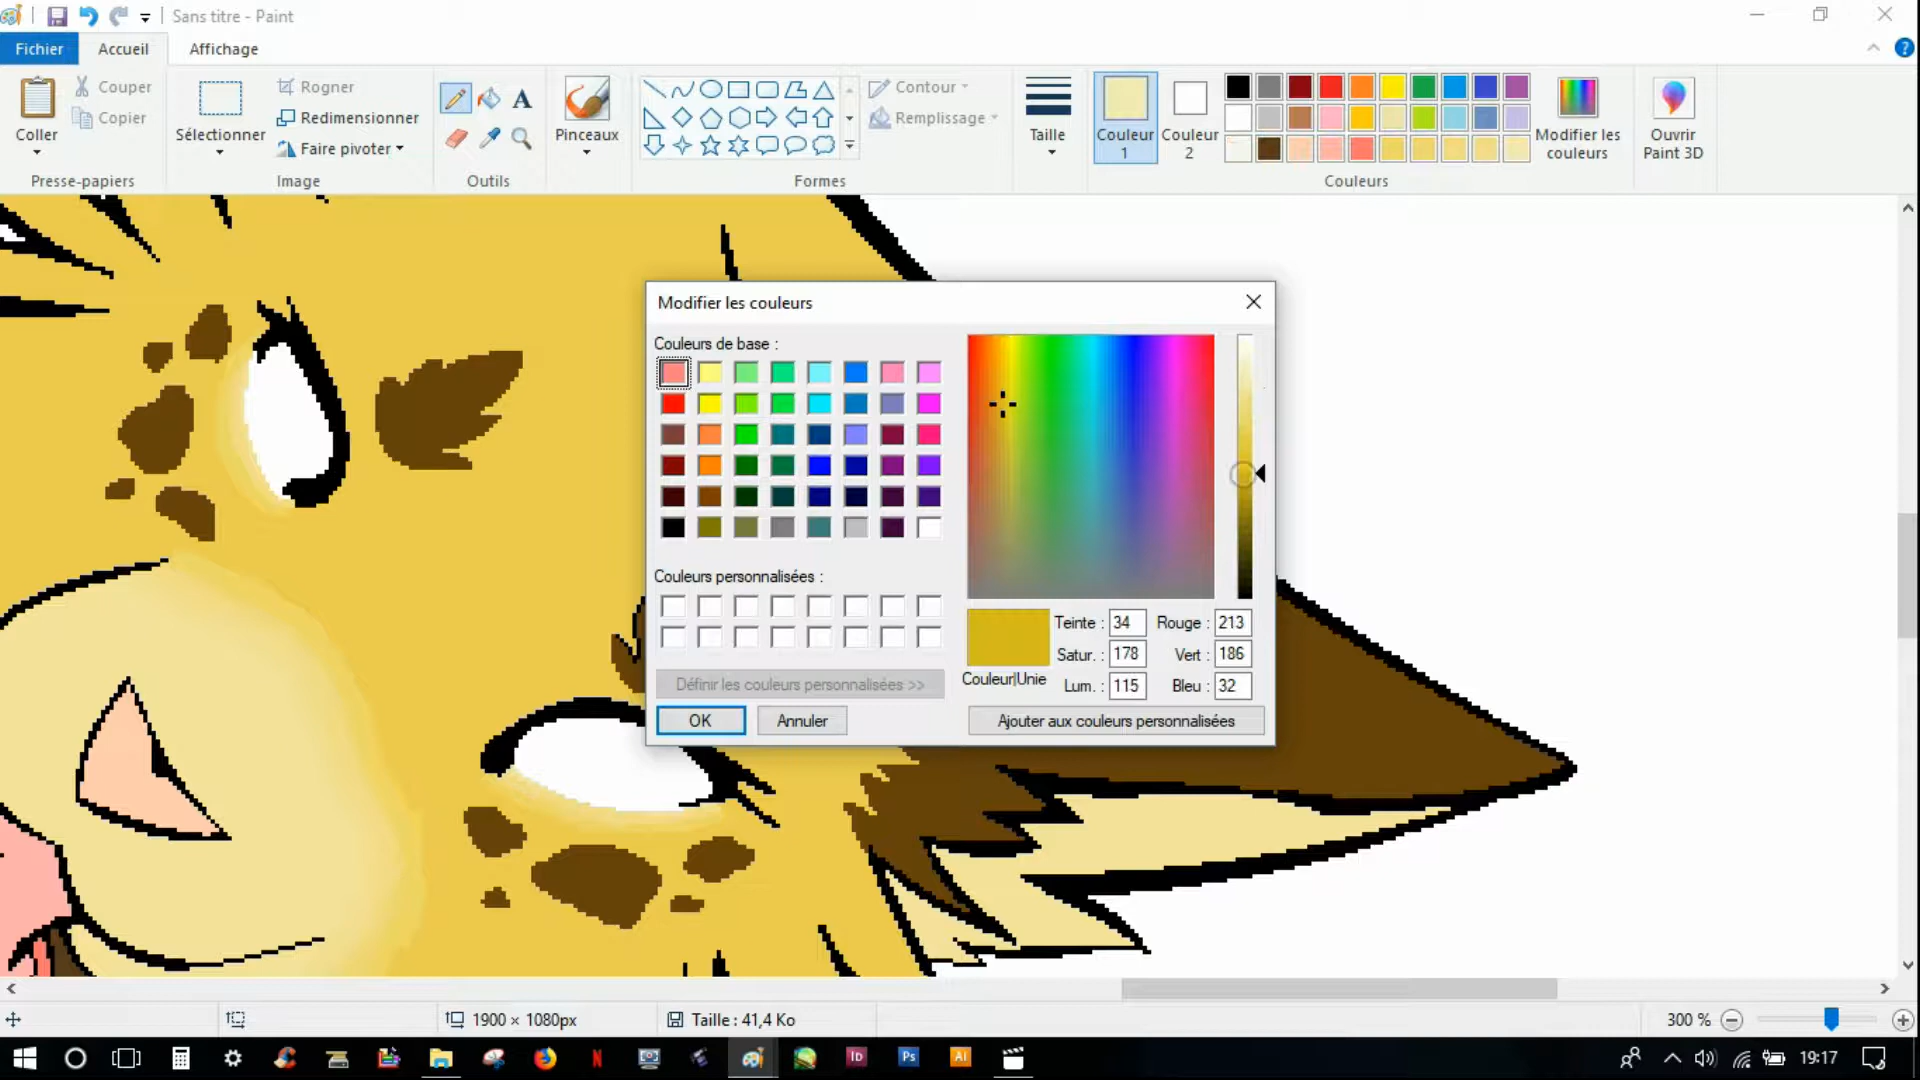 Sans titre - Paint
Fichier Accueil Affichage
Coller
Couper
Copier
Presse-papiers
Sélectionner
Rogner
Redimensionner
Faire pivoter
Image
A
Outils
Pinceaux
Contour
Remplissage
Formes
Taille
Couleur 1
Couleur 2
Modifier les couleurs
Couleurs
Ouvrir Paint 3D
?
Modifier les couleurs
Couleurs de base :
Couleurs personnalisées :
Définir les couleurs personnalisées >>
OK Annuler
Couleur|Unie
Teinte : 34 Rouge : 213
Satur. : 178 Vert : 186
Lum. : 115 Bleu : 32
Ajouter aux couleurs personnalisées
1900 × 1080px Taille : 41,4 Ko 300 %
N Id Ps Ai 19:17